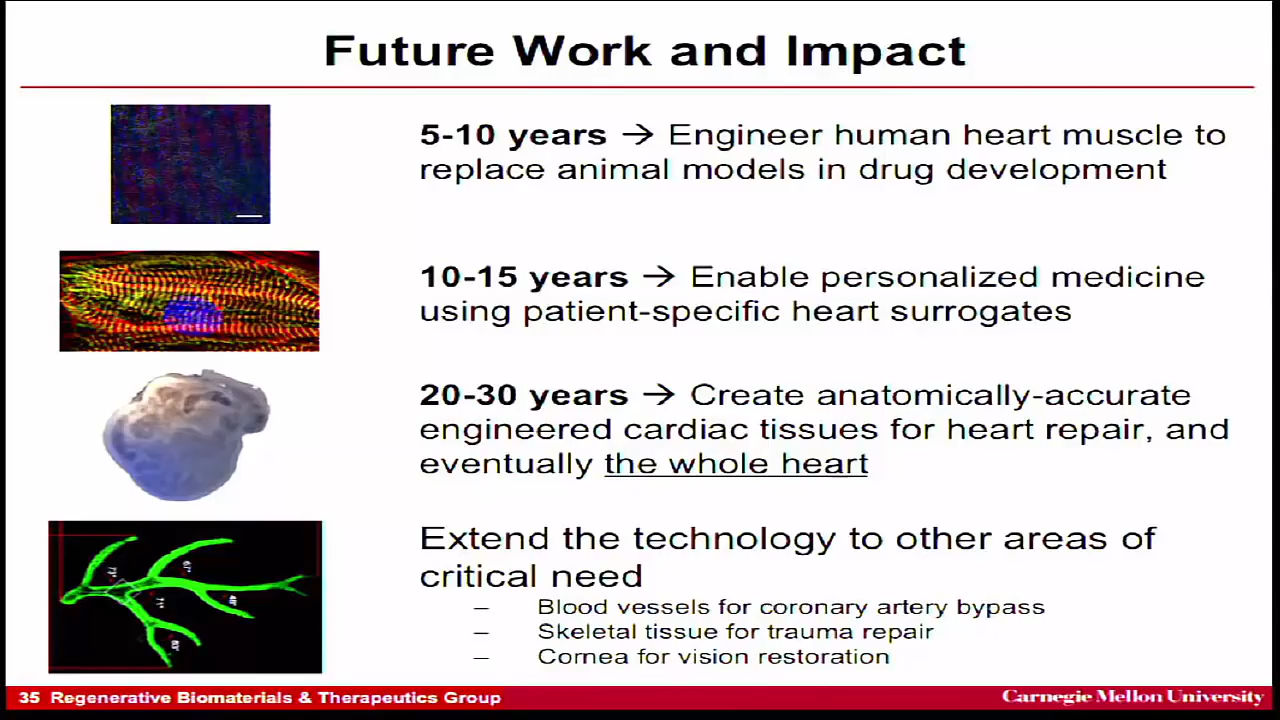 Future Work and Impact
5-10 years → Engineer human heart muscle to
replace animal models in drug development
10-15 years → Enable personalized medicine
using patient-specific heart surrogates
20-30 years → Create anatomically-accurate
engineered cardiac tissues for heart repair, and
eventually the whole heart
Extend the technology to other areas of
critical need
– Blood vessels for coronary artery bypass
– Skeletal tissue for trauma repair
– Cornea for vision restoration
35 Regenerative Biomaterials & Therapeutics Group
Carnegie Mellon University